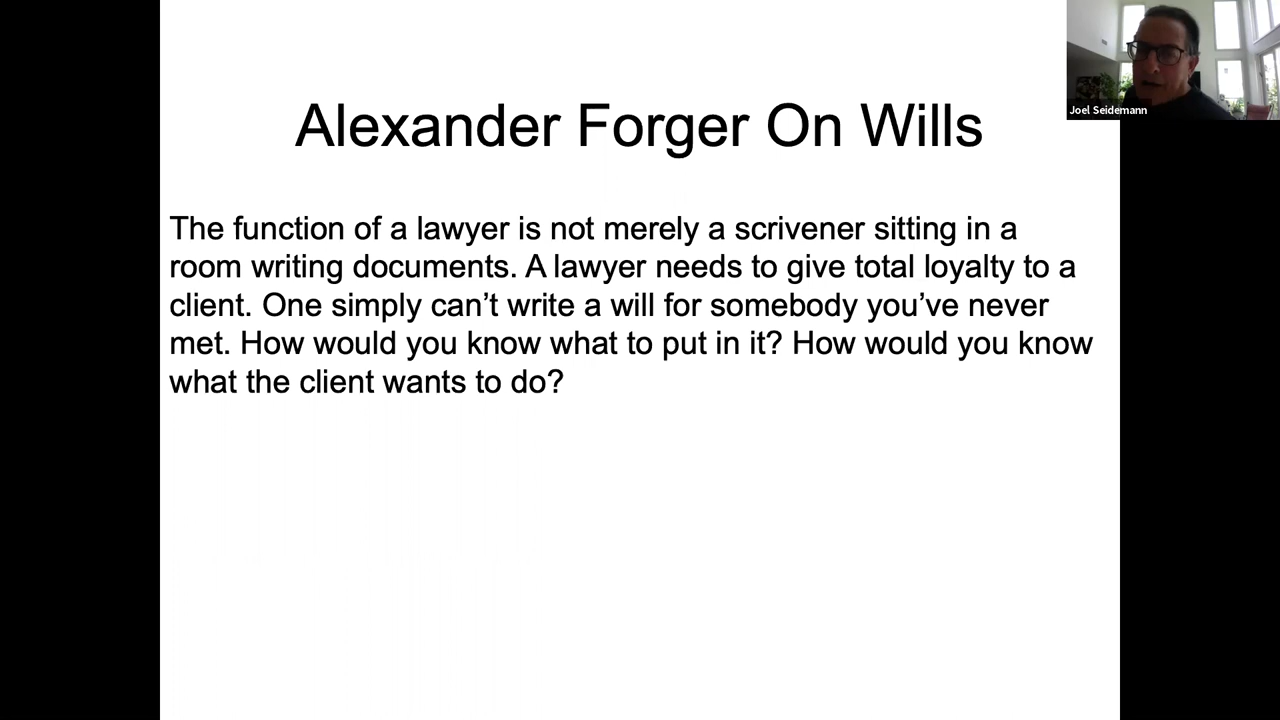 Joel Seidemann
Alexander Forger On Wills
The function of a lawyer is not merely a scrivener sitting in a
room writing documents. A lawyer needs to give total loyalty to a
client. One simply can’t write a will for somebody you’ve never
met. How would you know what to put in it? How would you know
what the client wants to do?